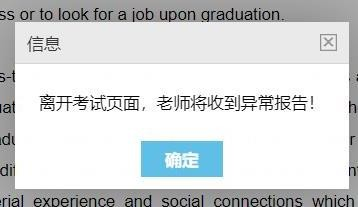 ss or to look for a job upon graduation.
信息
离开考试页面，老师将收到异常报告！
确定
erial experience and social connections which